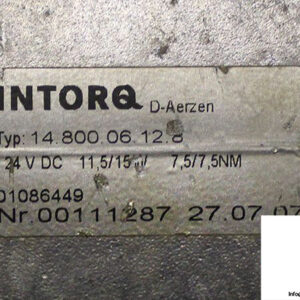 INTORQ D-Aerzen
Typ: 14.800.06.12.8
24 V DC 11,5/15 7,5/7,5NM
01086449
Nr.00111287 27.07.07